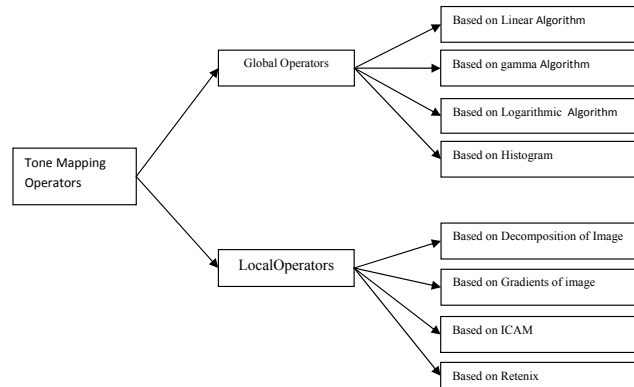 Based on Linear Algorithm
Global Operators
Based on gamma Algorithm
Based on Logarithmic Algorithm
Based on Histogram
Tone Mapping
Operators
Based on Decomposition of Image
LocalOperators
Based on Gradients of image
Based on ICAM
Based on Retenix